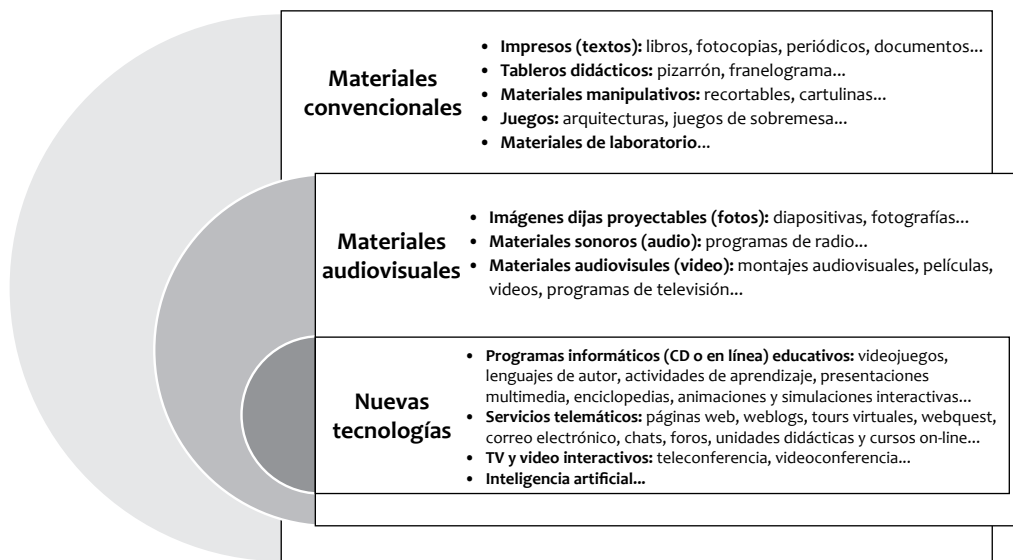 Materiales
convencionales
• Impresos (textos): libros, fotocopias, periódicos, documentos...
• Tableros didácticos: pizarrón, franelograma...
• Materiales manipulativos: recortables, cartulinas...
• Juegos: arquitecturas, juegos de sobremesa...
• Materiales de laboratorio...
Materiales
audiovisuales
• Imágenes dijas proyectables (fotos): diapositivas, fotografías...
• Materiales sonoros (audio): programas de radio...
• Materiales audiovisules (video): montajes audiovisuales, películas,
videos, programas de televisión...
Nuevas
tecnologías
• Programas informáticos (CD o en línea) educativos: videojuegos,
lenguajes de autor, actividades de aprendizaje, presentaciones
multimedia, enciclopedias, animaciones y simulaciones interactivas...
• Servicios telemáticos: páginas web, weblogs, tours virtuales, webquest,
correo electrónico, chats, foros, unidades didácticas y cursos on-line...
• TV y video interactivos: teleconferencia, videoconferencia...
• Inteligencia artificial...